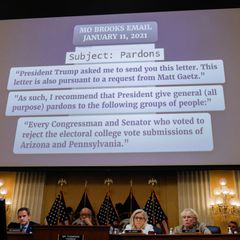 MO BROOKS EMAIL
JANUARY 11, 2021
Subject: Pardons
"President Trump asked me to send you this letter. This
letter is also pursuant to a request from Matt Gaetz."
"As such, I recommend that President give general (all
purpose) pardons to the following groups of people:"
"Every Congressman and Senator who voted to
reject the electoral college vote submissions of
Arizona and Pennsylvania."